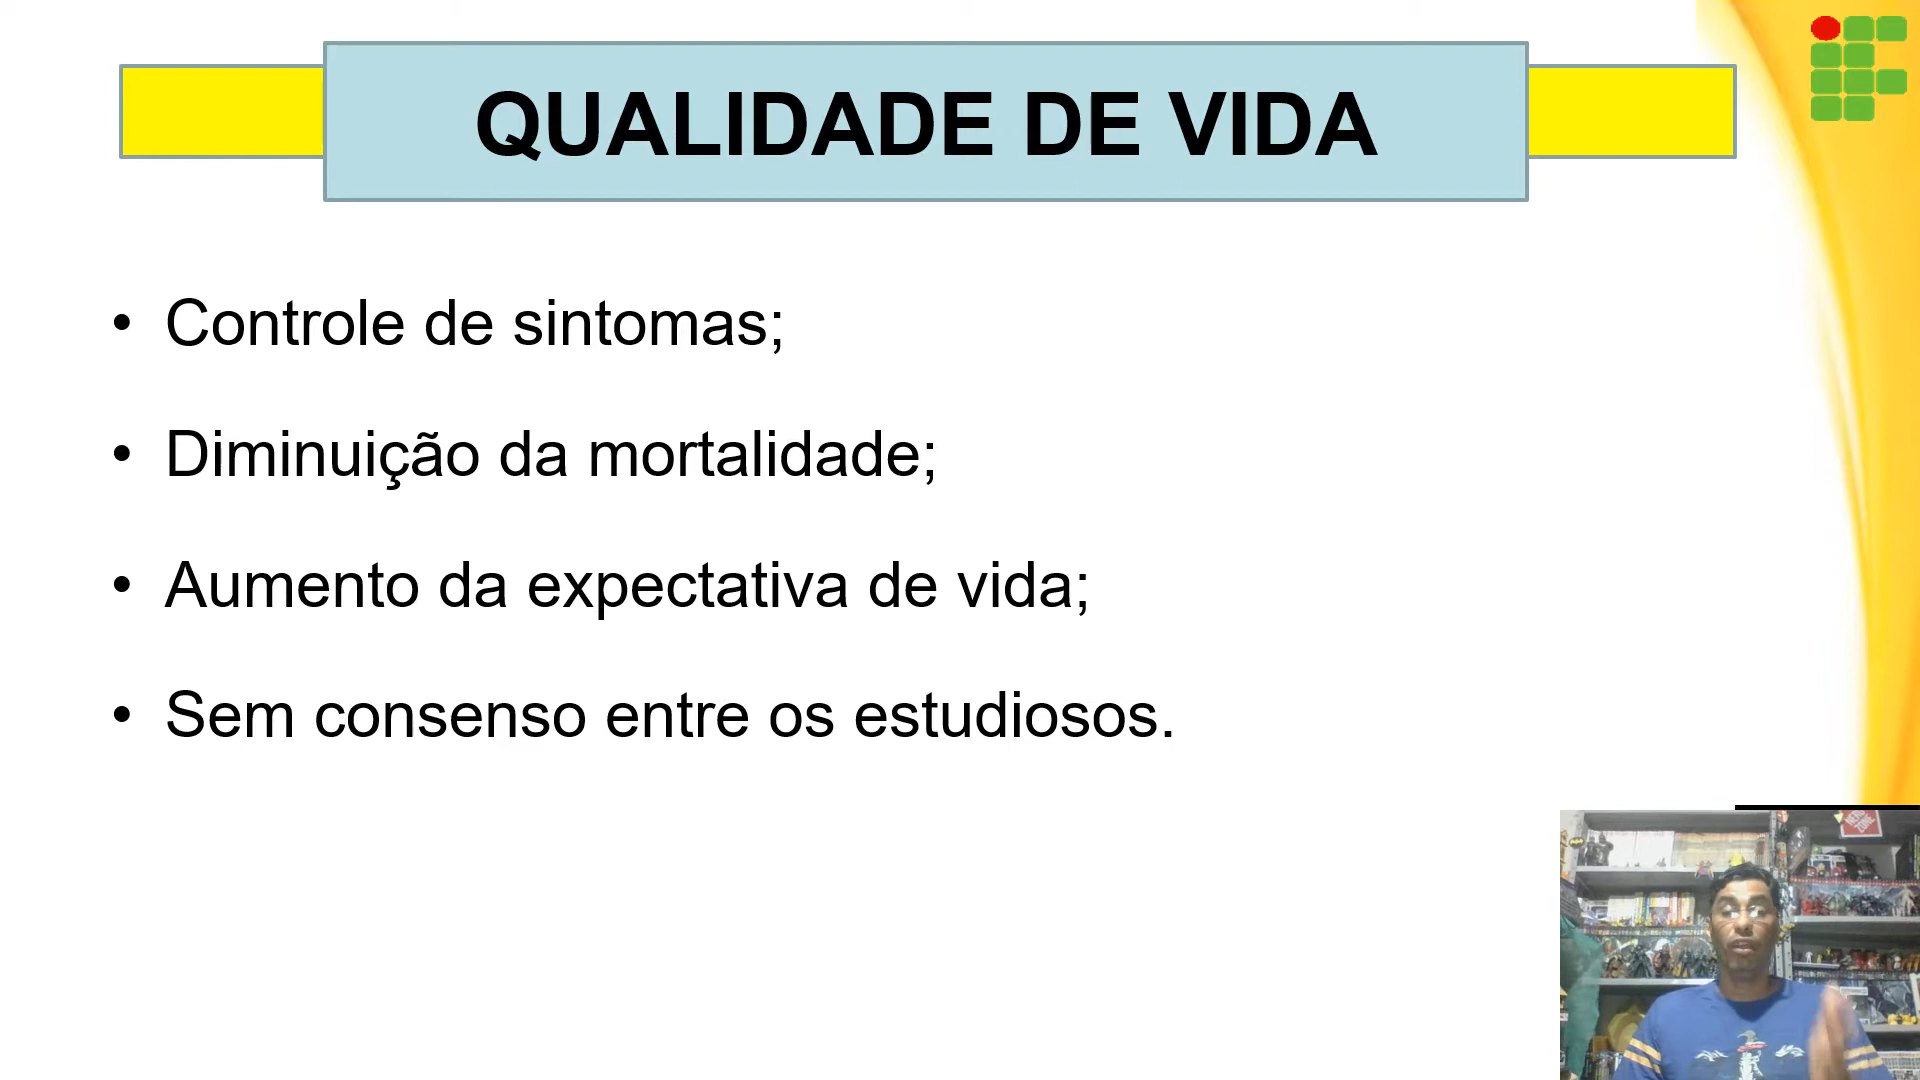 QUALIDADE DE VIDA
• Controle de sintomas;
• Diminuição da mortalidade;
• Aumento da expectativa de vida;
• Sem consenso entre os estudiosos.